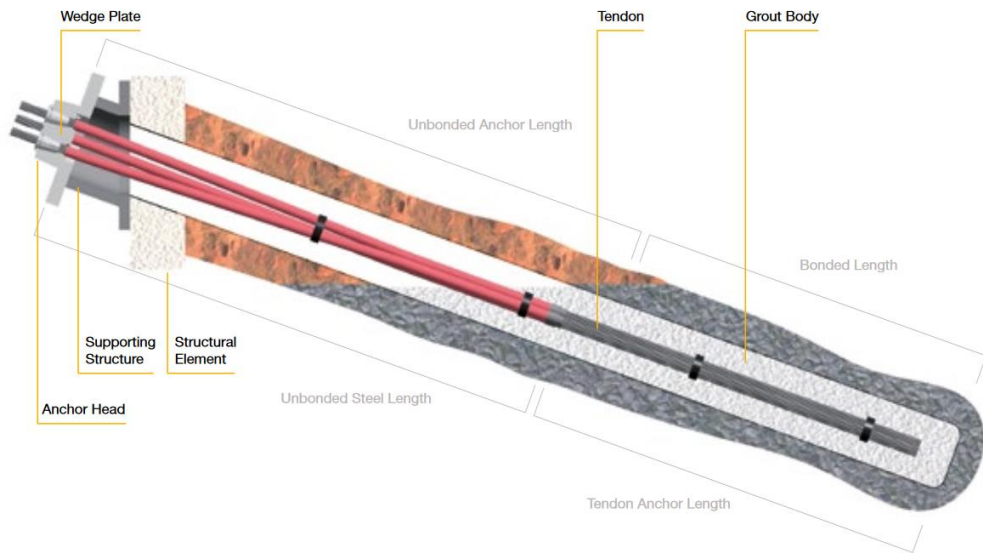 Wedge Plate
Tendon
Grout Body
Unbonded Anchor Length
Bonded Length
Supporting
Structure
Structural
Element
Unbonded Steel Length
Anchor Head
Tendon Anchor Length